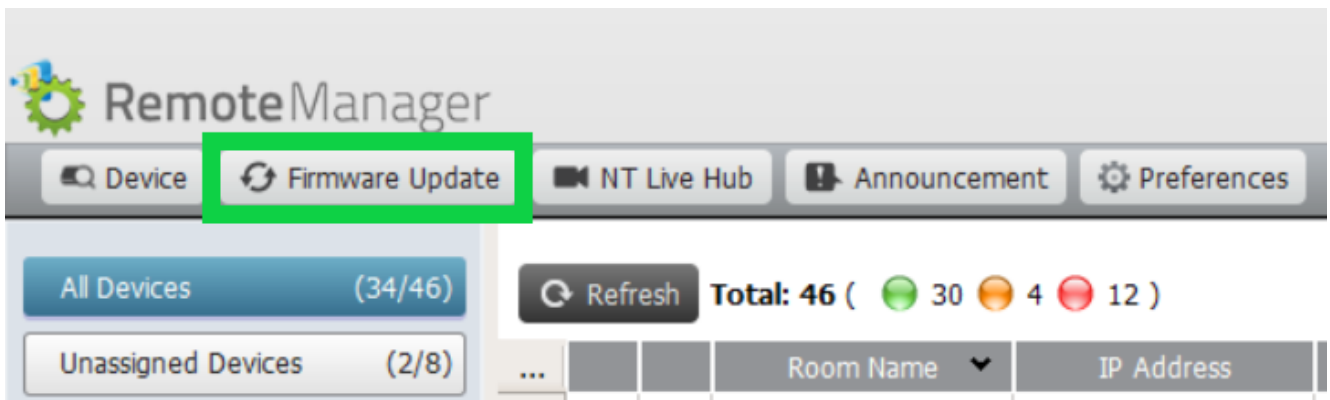 RemoteManager
Device Firmware Update NT Live Hub Announcement Preferences
All Devices (34/46)
Refresh Total: 46 ( 30 4 12 )
Unassigned Devices (2/8)
... Room Name IP Address